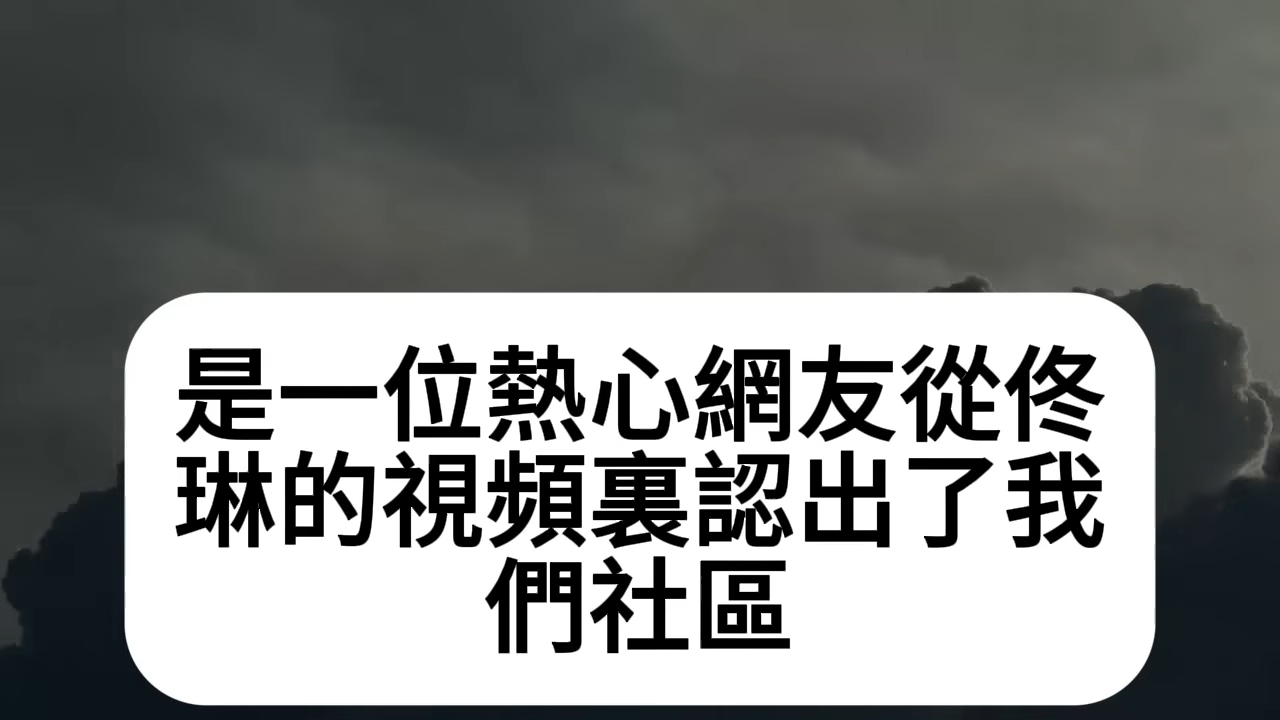 是一位熱心網友從佟
琳的視頻裏認出了我
們社區